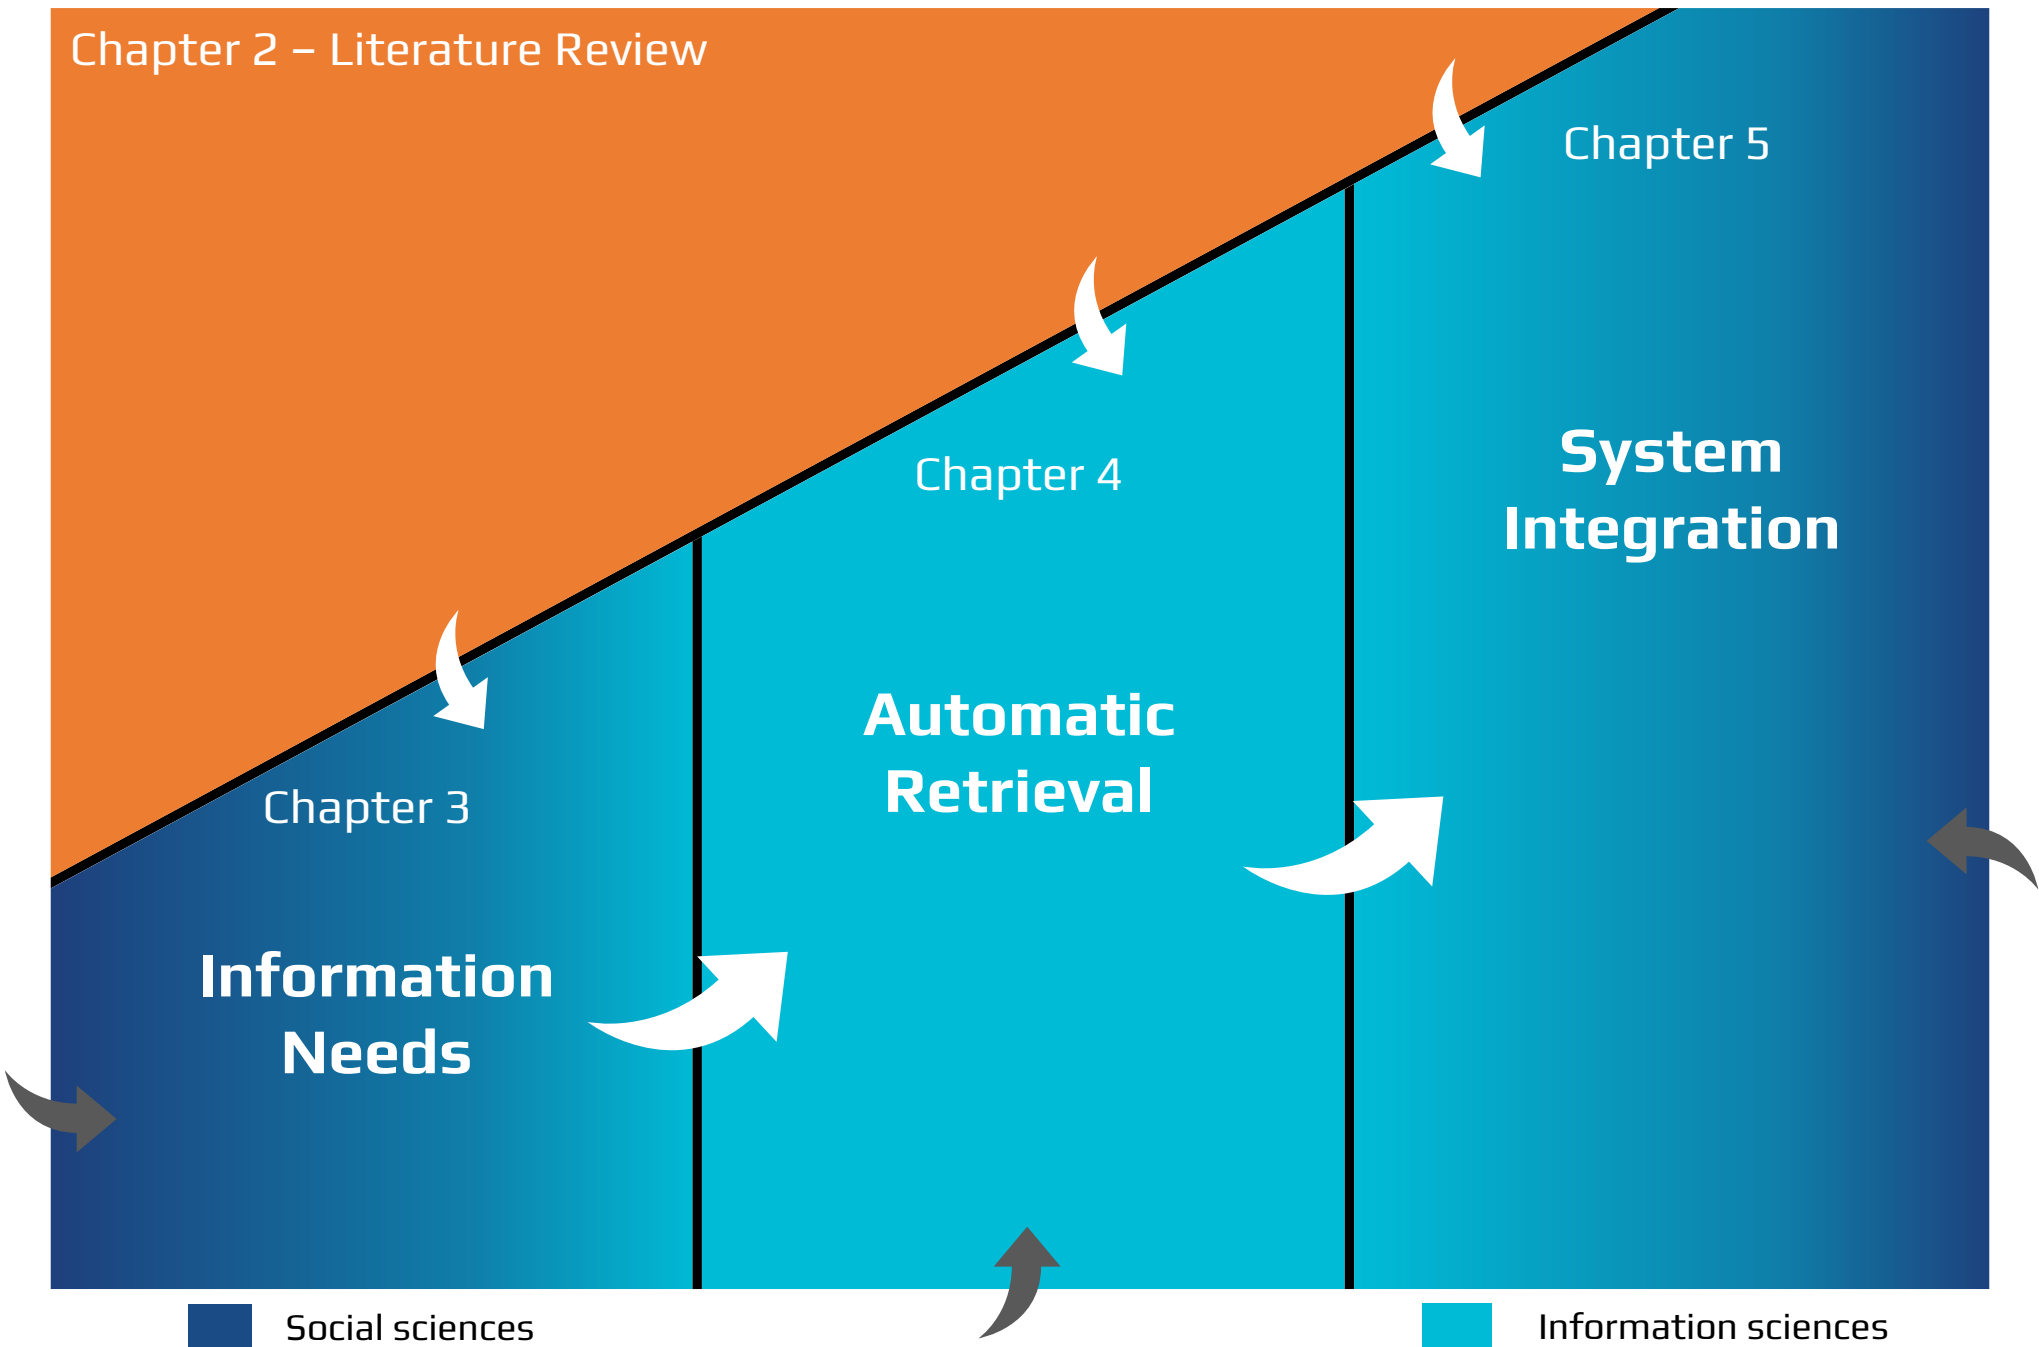 Chapter 2 – Literature Review
Chapter 5
System
Integration
Chapter 4
Automatic
Retrieval
Chapter 3
Information
Needs
Social sciences
Information sciences